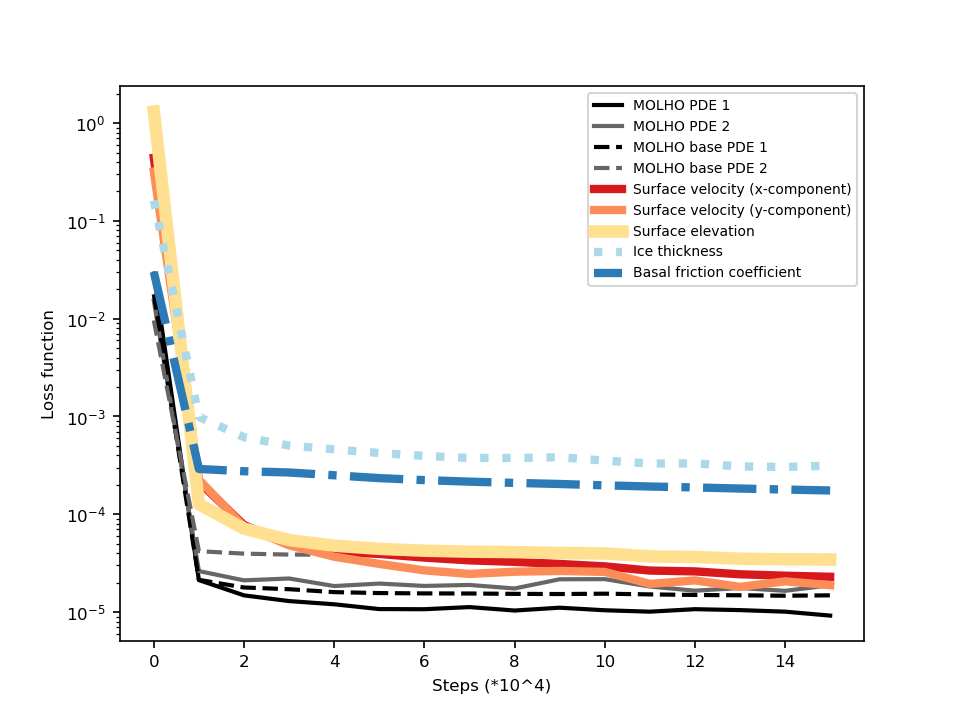 10^0
10^-1
10^-2
10^-3
10^-4
10^-5
Loss function
MOLHO PDE 1
MOLHO PDE 2
MOLHO base PDE 1
MOLHO base PDE 2
Surface velocity (x-component)
Surface velocity (y-component)
Surface elevation
Ice thickness
Basal friction coefficient
0 2 4 6 8 10 12 14
Steps (*10^4)